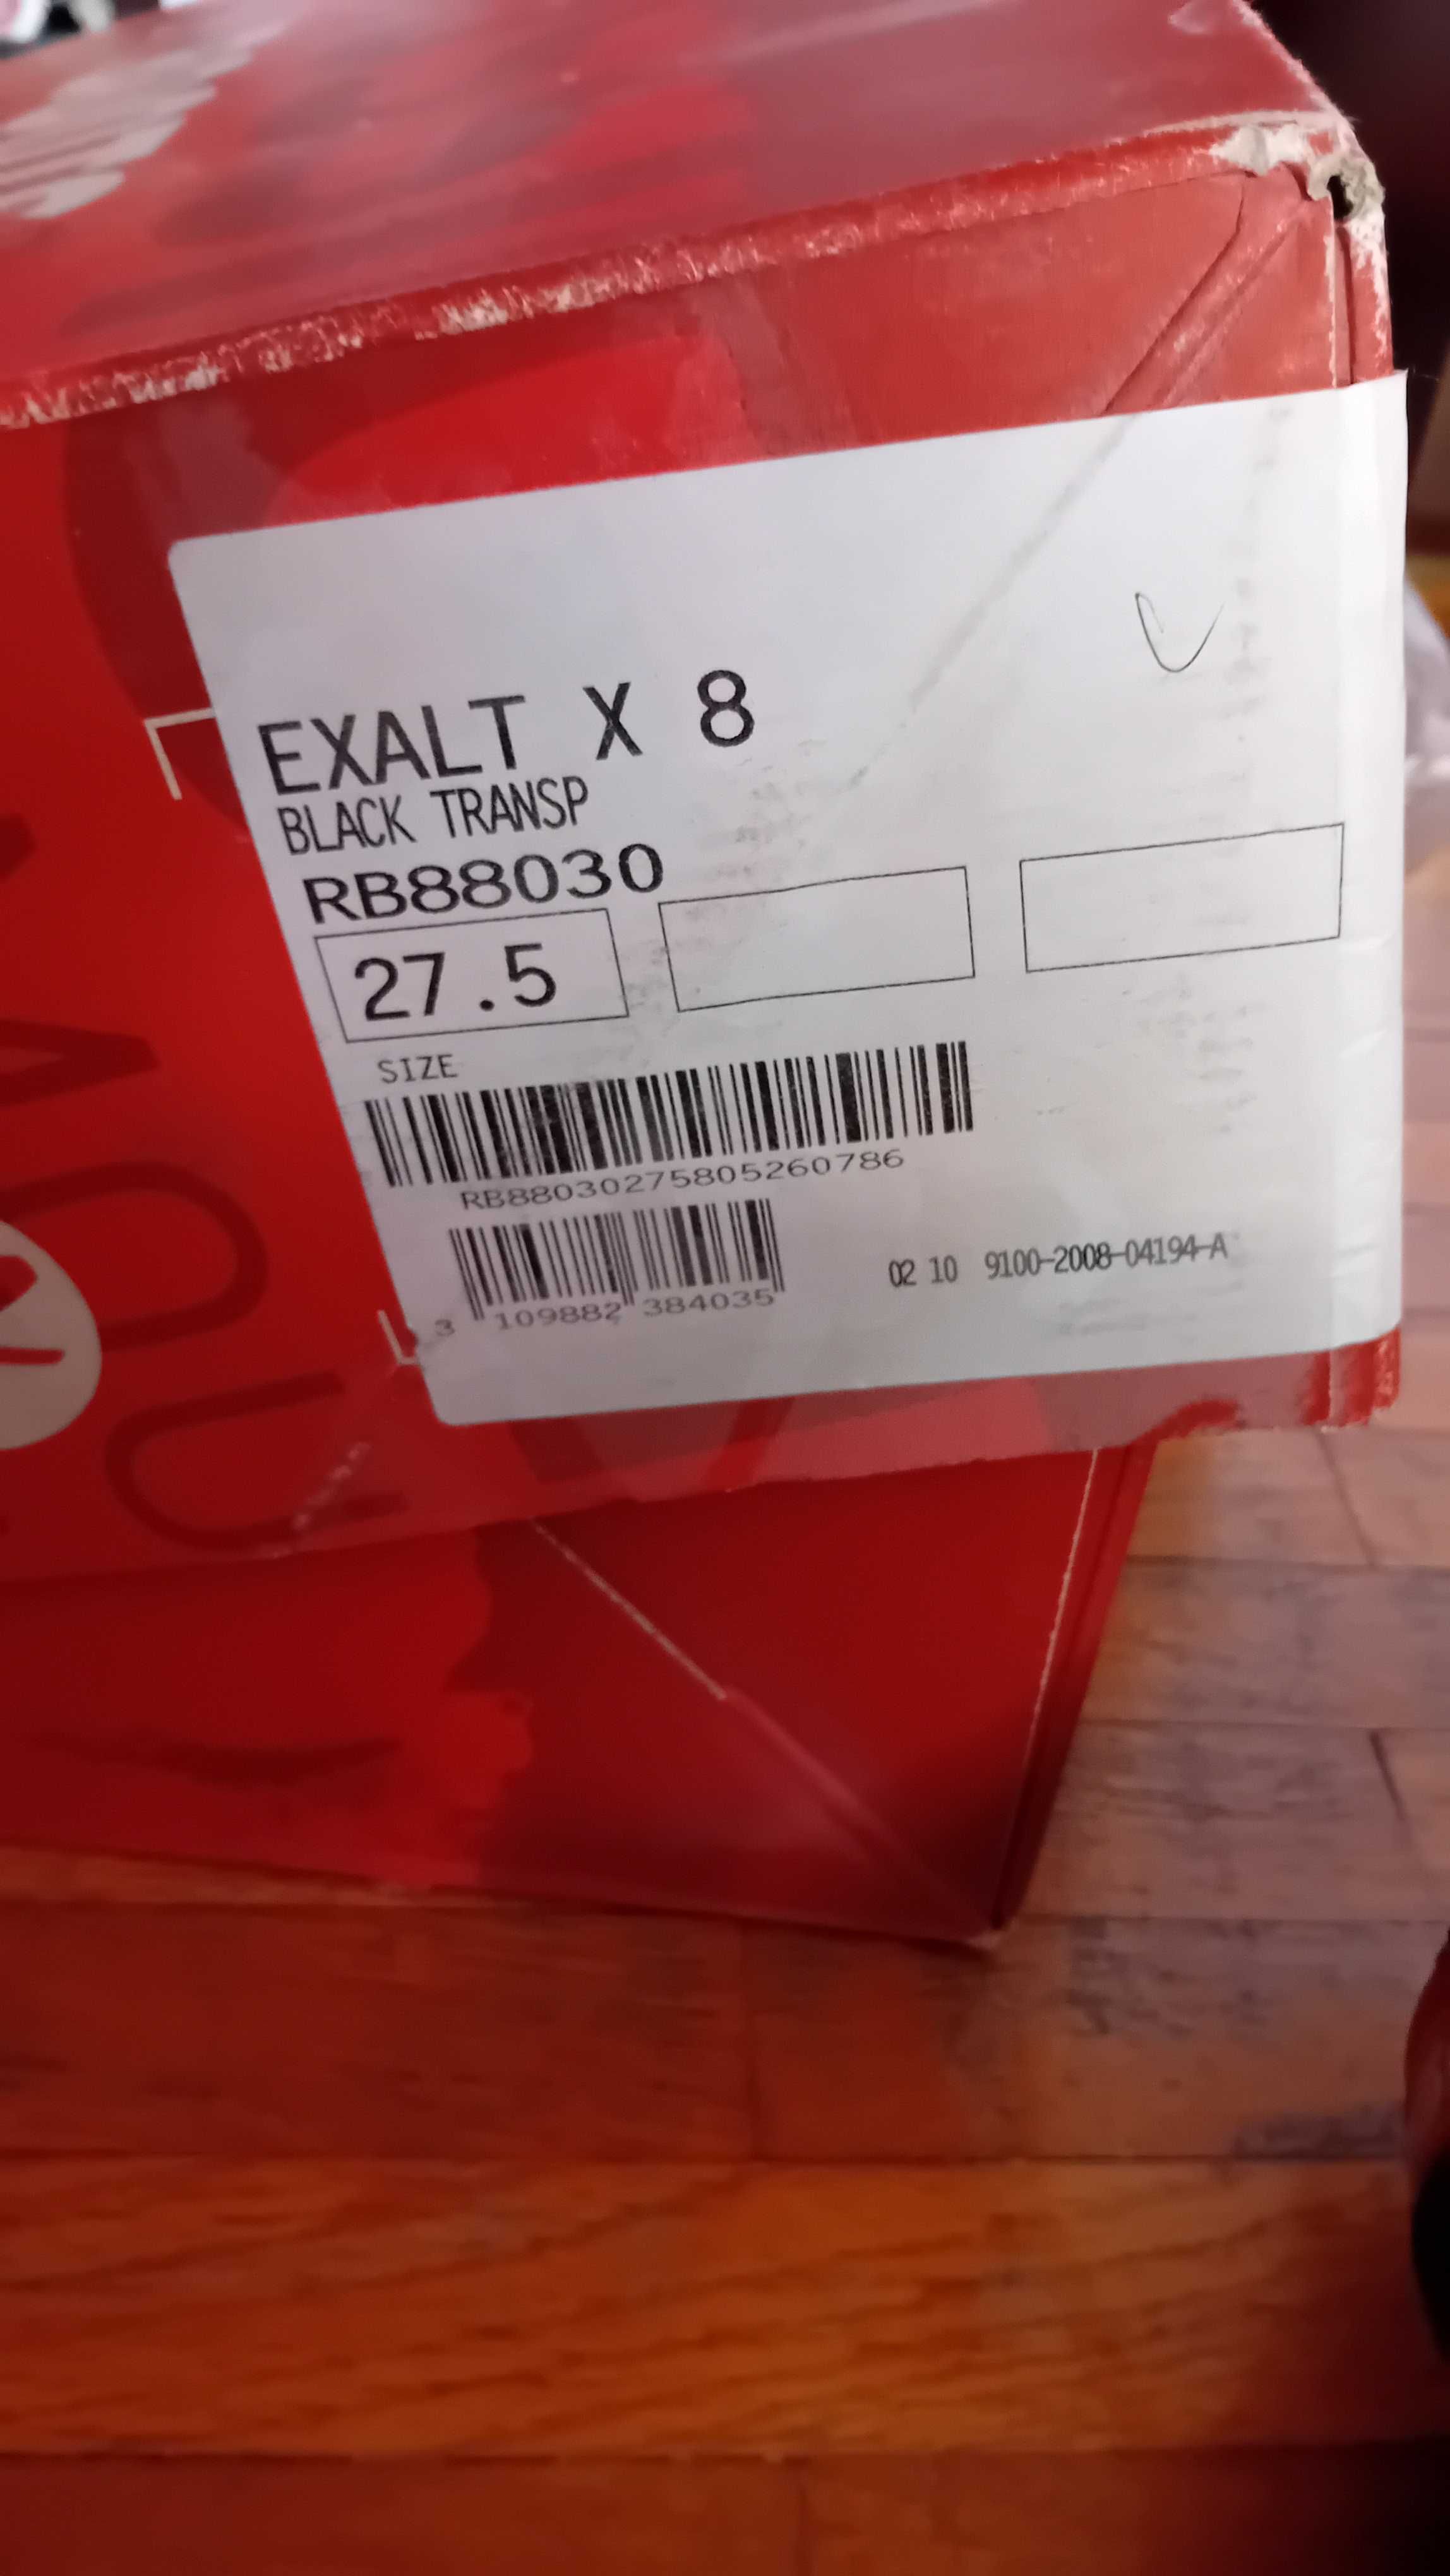 EXALT X 8
BLACK TRANSP
RB88030
27.5
SIZE
RB88030275805260786
3 109882 384035
02 10 9100-2008-04194-A